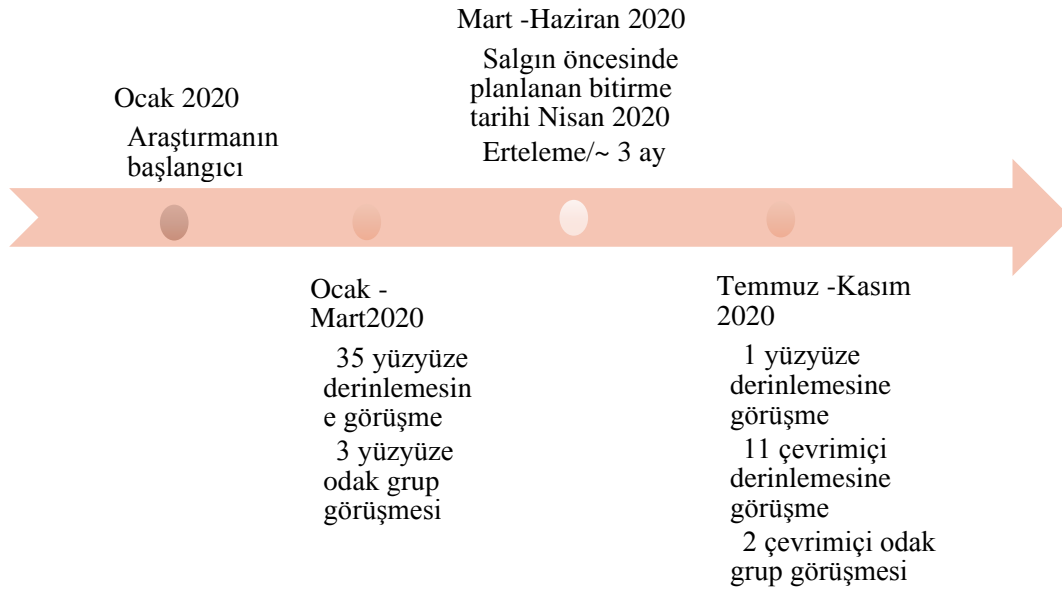 Ocak 2020
Araştırmanın
başlangıcı
Ocak -
Mart2020
35 yüzyüze
derinlemesin
e görüşme
3 yüzyüze
odak grup
görüşmesi
Mart -Haziran 2020
Salgın öncesinde
planlanan bitirme
tarihi Nisan 2020
Erteleme/~ 3 ay
Temmuz -Kasım
2020
1 yüzyüze
derinlemesine
görüşme
11 çevrimiçi
derinlemesine
görüşme
2 çevrimiçi odak
grup görüşmesi